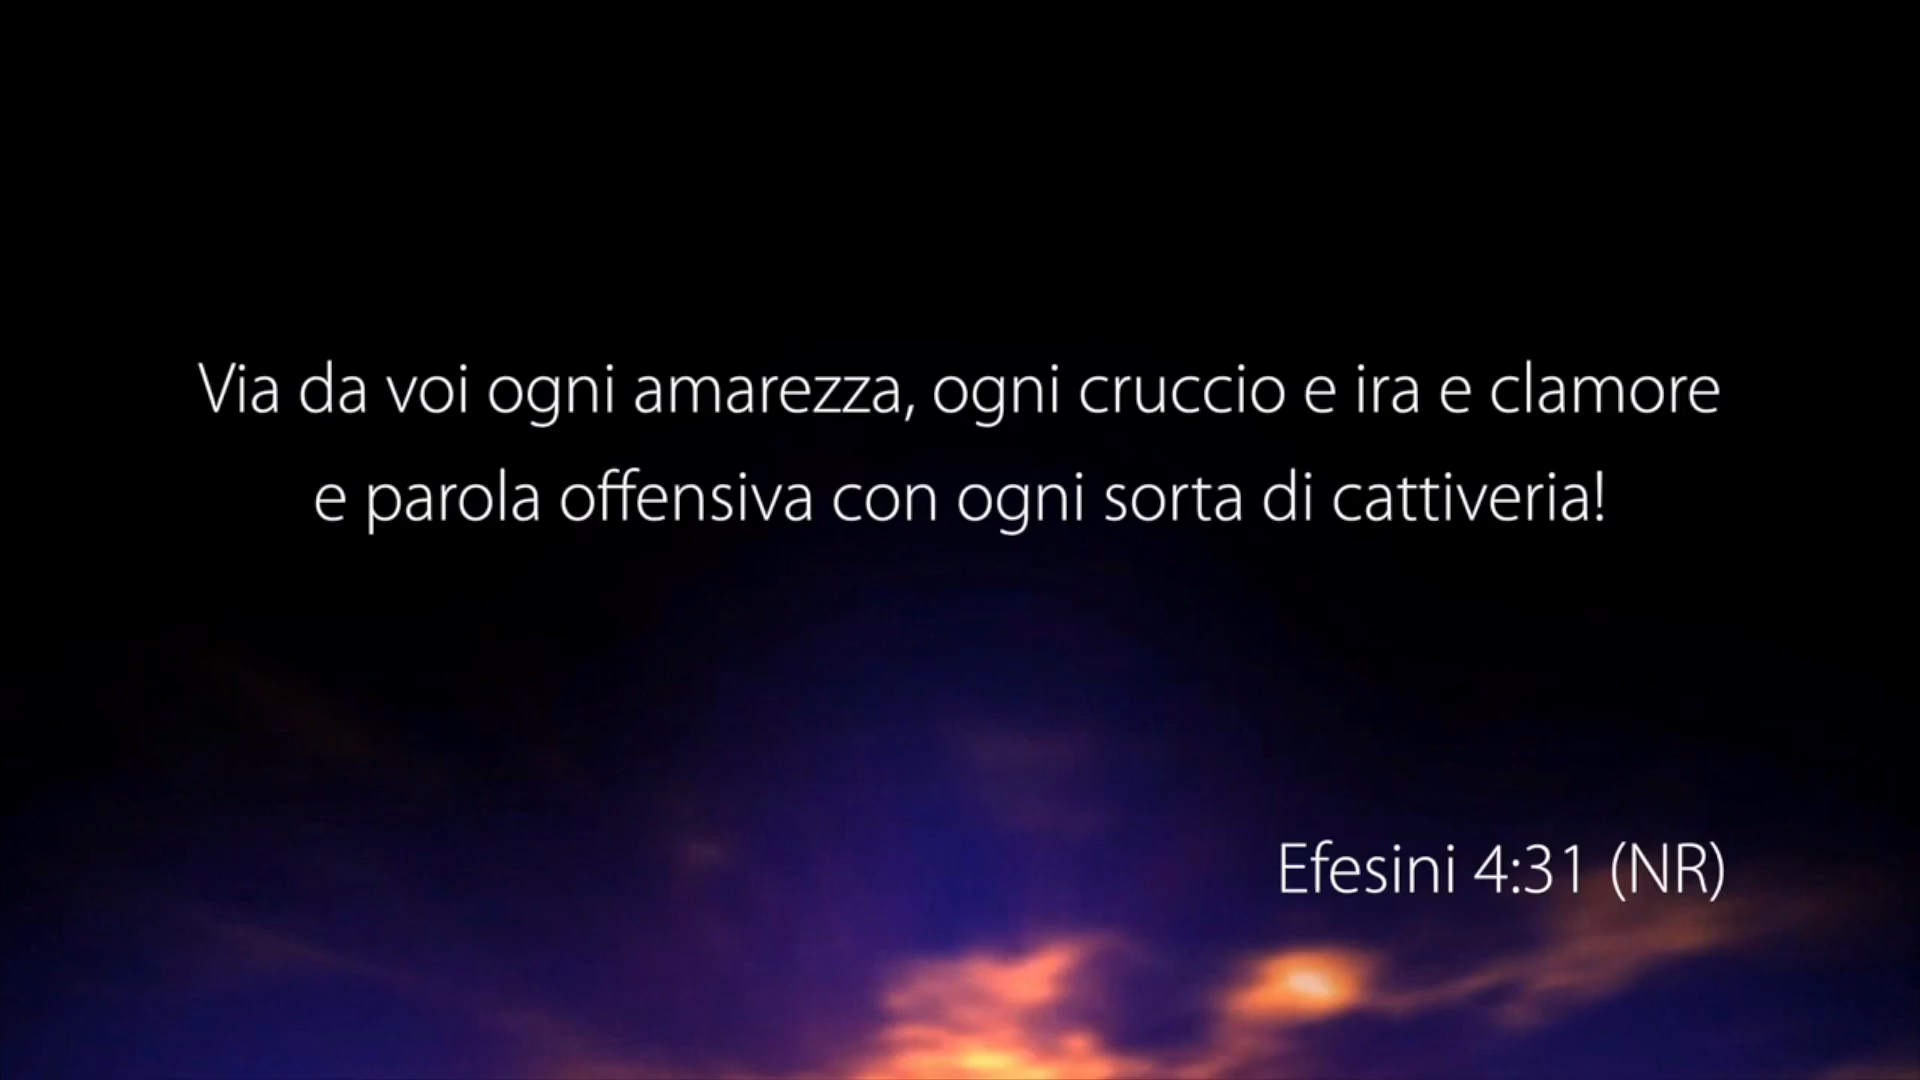 Via da voi ogni amarezza, ogni cruccio e ira e clamore
e parola offensiva con ogni sorta di cattiveria!
Efesini 4:31 (NR)